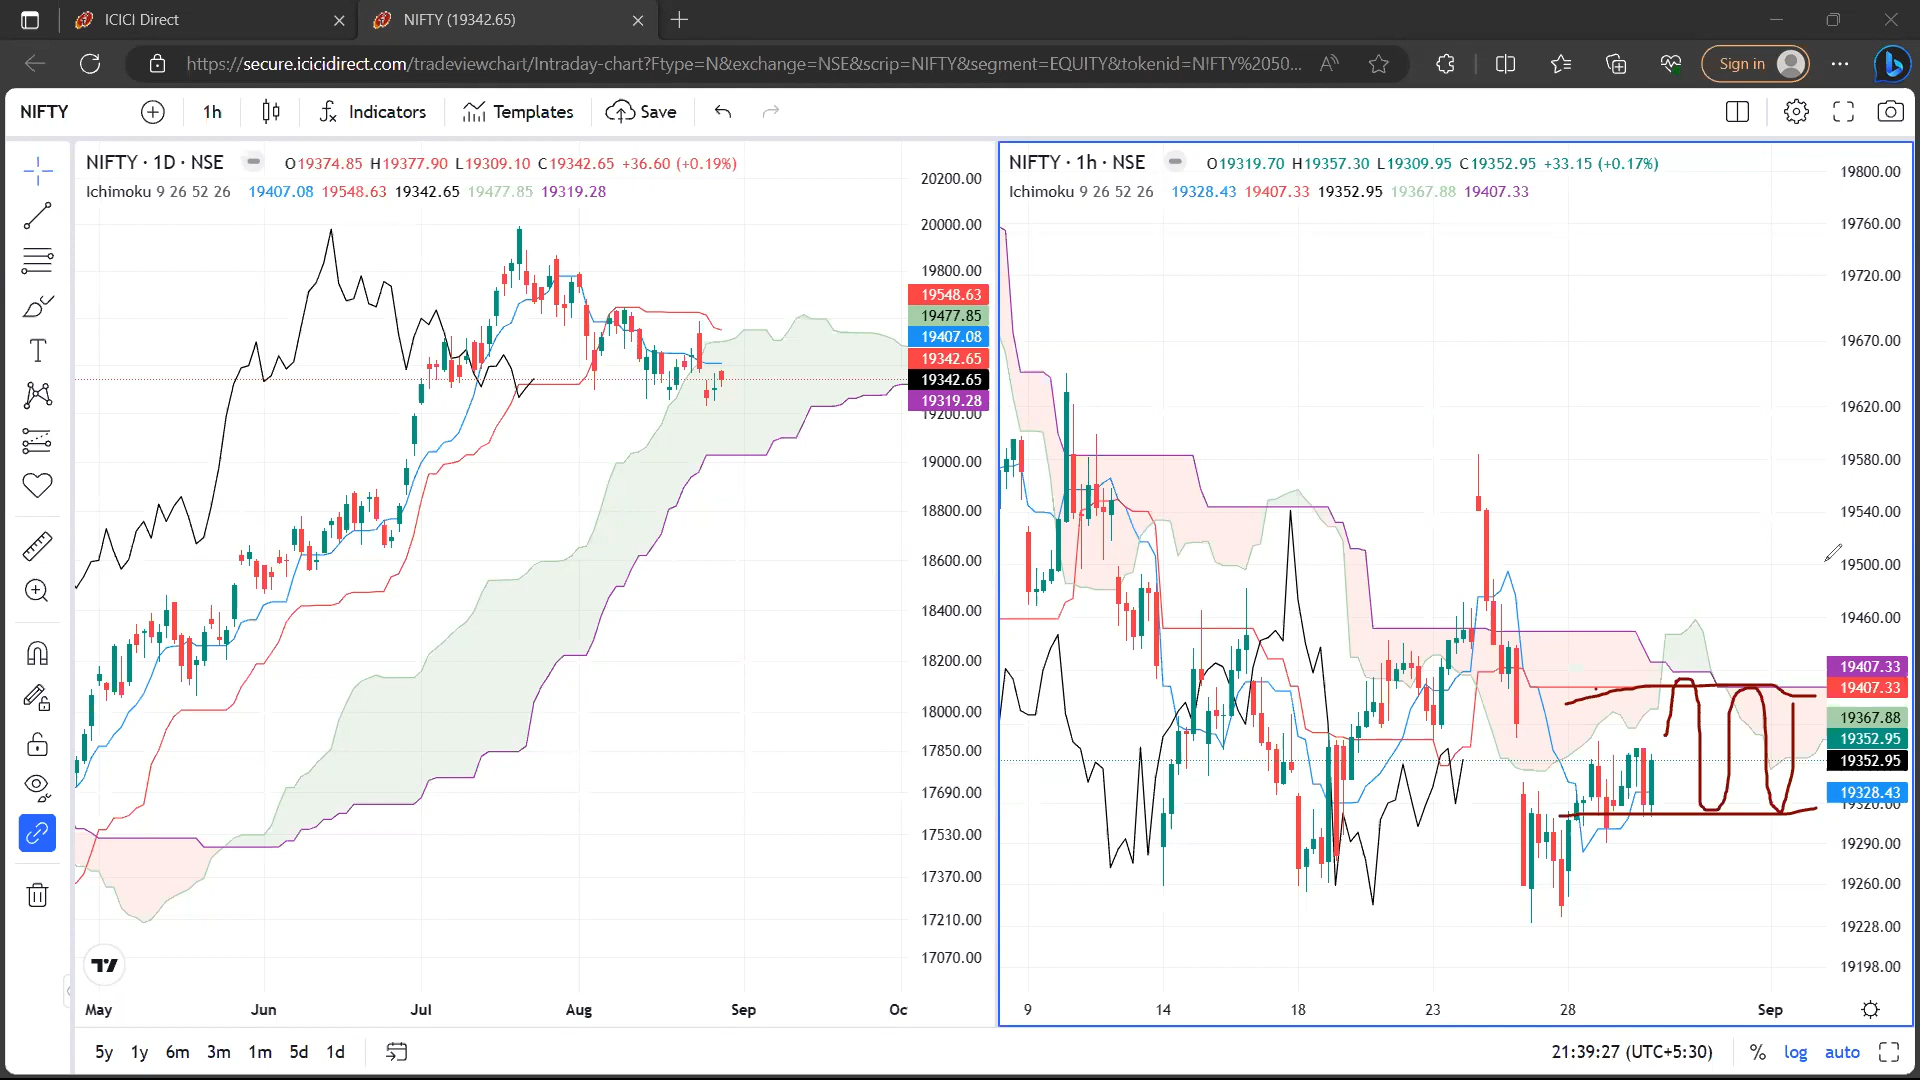 ICICI Direct
NIFTY (19342.65)
https://secure.icicidirect.com/tradeviewchart/Intraday-chart?Ftype=N&exchange=NSE&scrip=NIFTY&segment=EQUITY&tokenid=NIFTY%2050...
Sign in
NIFTY
1h
Indicators
Templates
Save
NIFTY · 1D · NSE
O19374.85 H19377.90 L19309.10 C19342.65 +36.60 (+0.19%)
Ichimoku 9 26 52 26 19407.08 19548.63 19342.65 19477.85 19319.28
20200.00
20000.00
19800.00
19548.63
19477.85
19407.08
19342.65
19342.65
19319.28
19200.00
19000.00
18800.00
18600.00
18400.00
18200.00
18000.00
17850.00
17690.00
17530.00
17370.00
17210.00
17070.00
May
Jun
Jul
Aug
Sep
Oc
NIFTY · 1h · NSE
O19319.70 H19357.30 L19309.95 C19352.95 +33.15 (+0.17%)
Ichimoku 9 26 52 26 19328.43 19407.33 19352.95 19367.88 19407.33
19800.00
19760.00
19720.00
19670.00
19620.00
19580.00
19540.00
19500.00
19460.00
19407.33
19407.33
19367.88
19352.95
19352.95
19328.43
19320.00
19290.00
19260.00
19228.00
19198.00
9
14
18
23
28
Sep
5y
1y
6m
3m
1m
5d
1d
21:39:27 (UTC+5:30)
%
log
auto